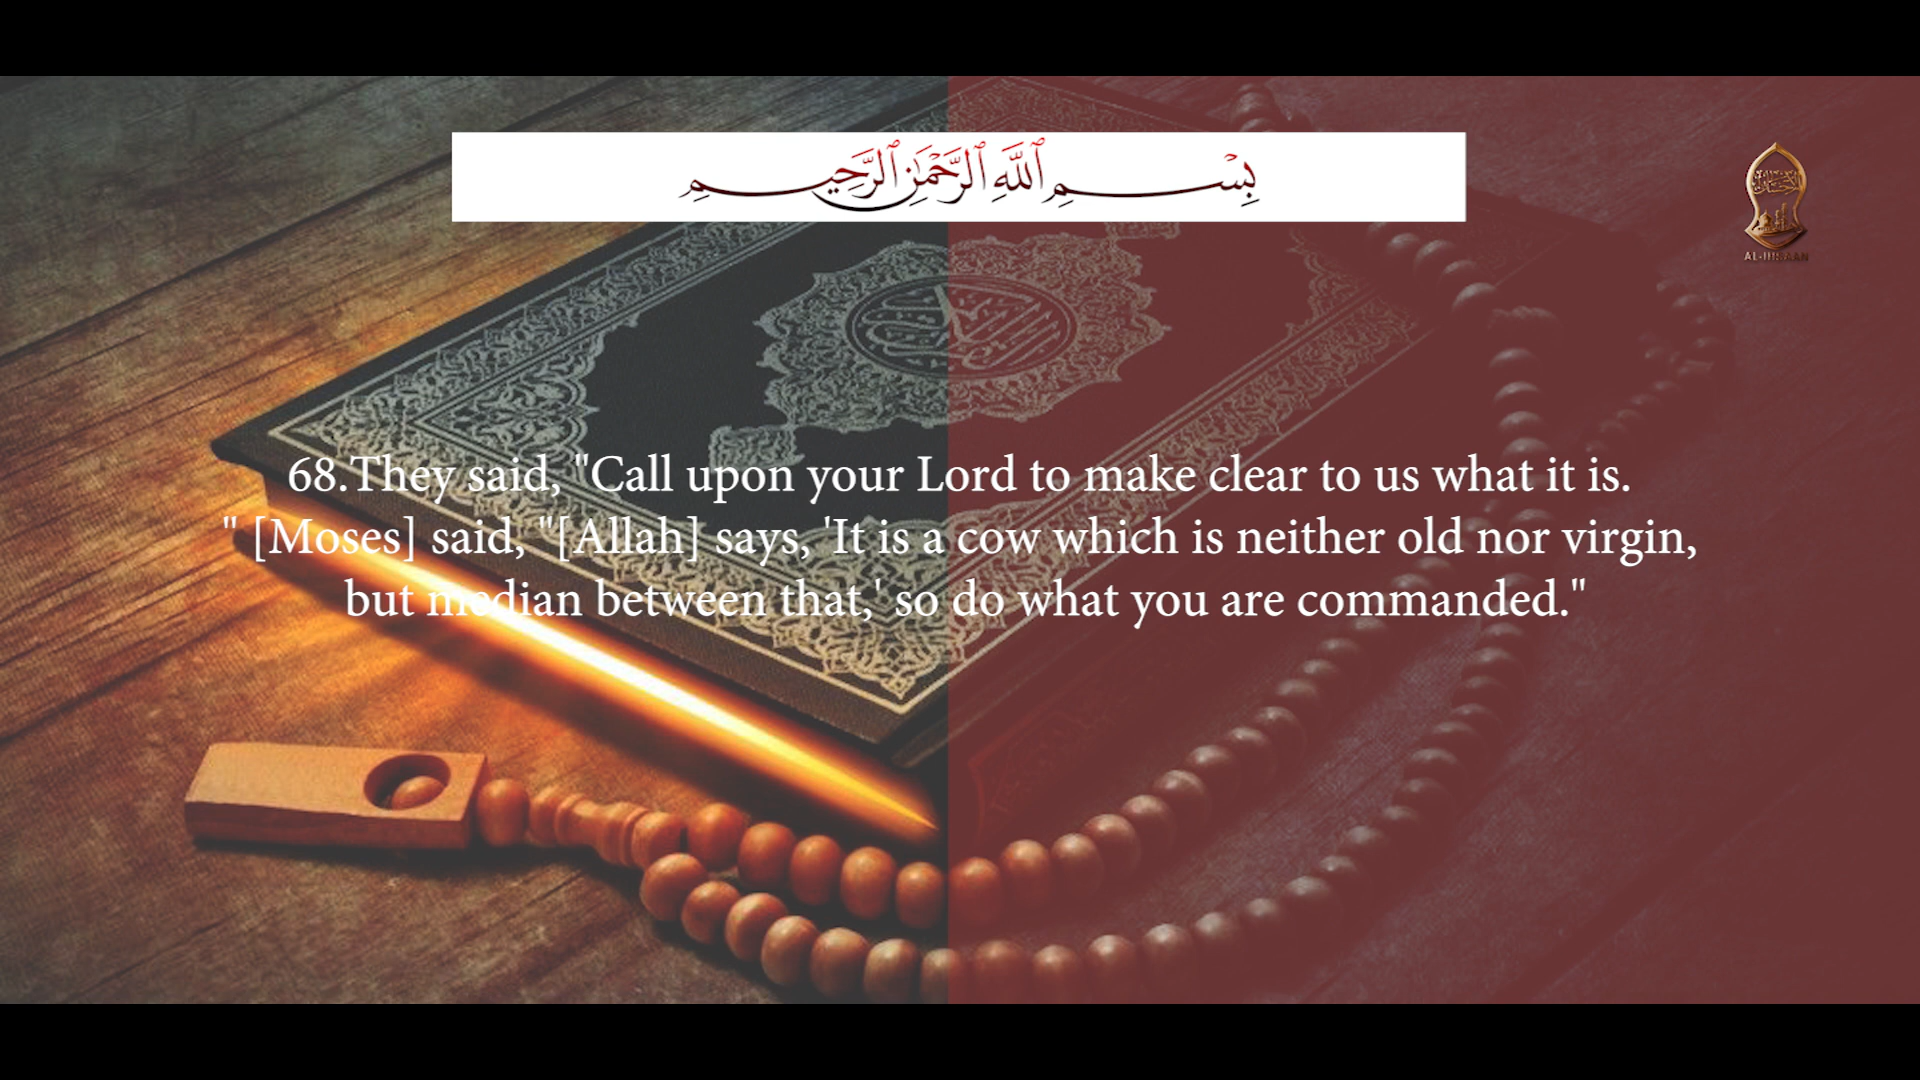 بِسْمِ ٱللَّهِ ٱلرَّحْمَٰنِ ٱلرَّحِيمِ
68.They said, "Call upon your Lord to make clear to us what it is.
" [Moses] said, "[Allah] says, 'It is a cow which is neither old nor virgin,
but median between that,' so do what you are commanded."